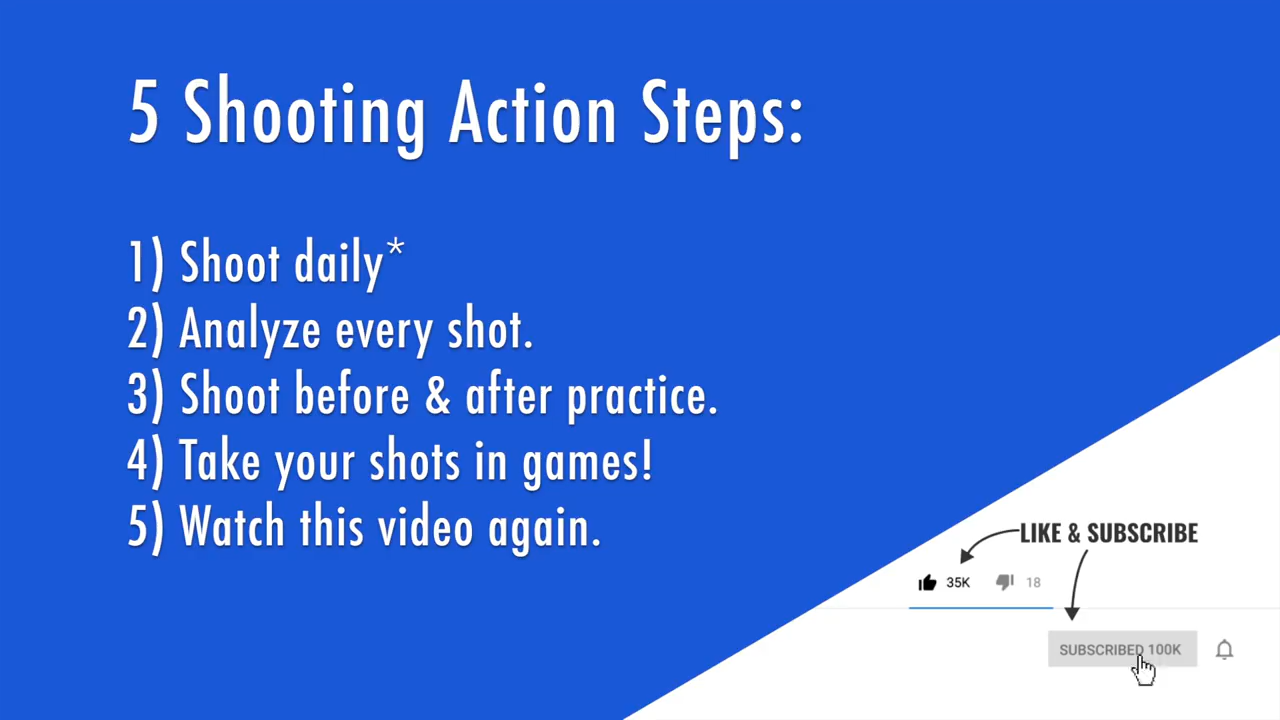 5 Shooting Action Steps:
1) Shoot daily*
2) Analyze every shot.
3) Shoot before & after practice.
4) Take your shots in games!
5) Watch this video again.
LIKE & SUBSCRIBE
35K 18
SUBSCRIBED 100K